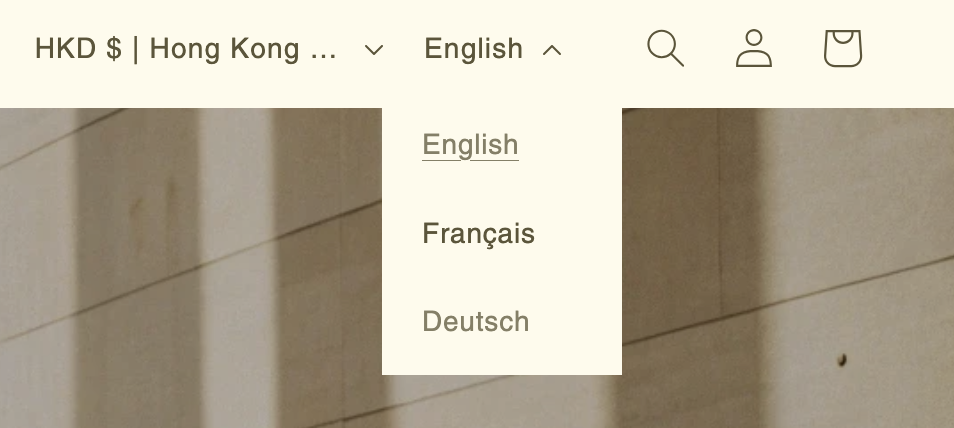 HKD $ | Hong Kong ...
English
English
Français
Deutsch